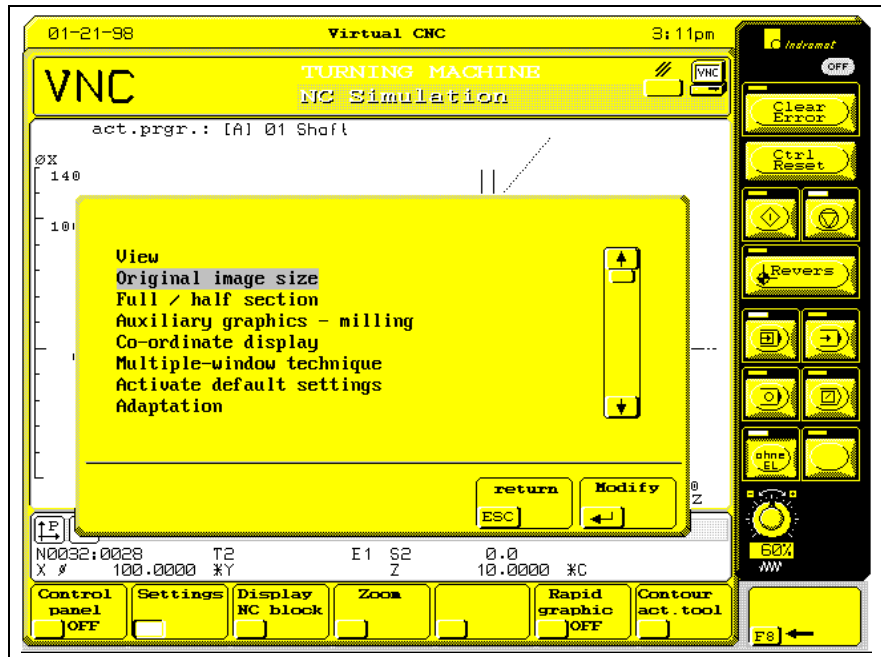 01-21-98 Virtual CNC 3:11pm
Indramat
VNC
TURNING MACHINE
NC Simulation
VNC
OFF
Clear
Error
act.prgr.: [A] 01 Shaft
Ctrl
Reset
ØX
140
View
Original image size
Full / half section
Auxiliary graphics - milling
Co-ordinate display
Multiple-window technique
Activate default settings
Adaptation
Revers
return
ESC
Modify
Z
ohne
EL
P
N0032:0028 T2 E1 S2 0.0
X ø 100.0000 *Y Z 10.0000 *C
60%
Control
panel
OFF
Settings
Display
NC block
Zoom
Rapid
graphic
OFF
Contour
act.tool
F8